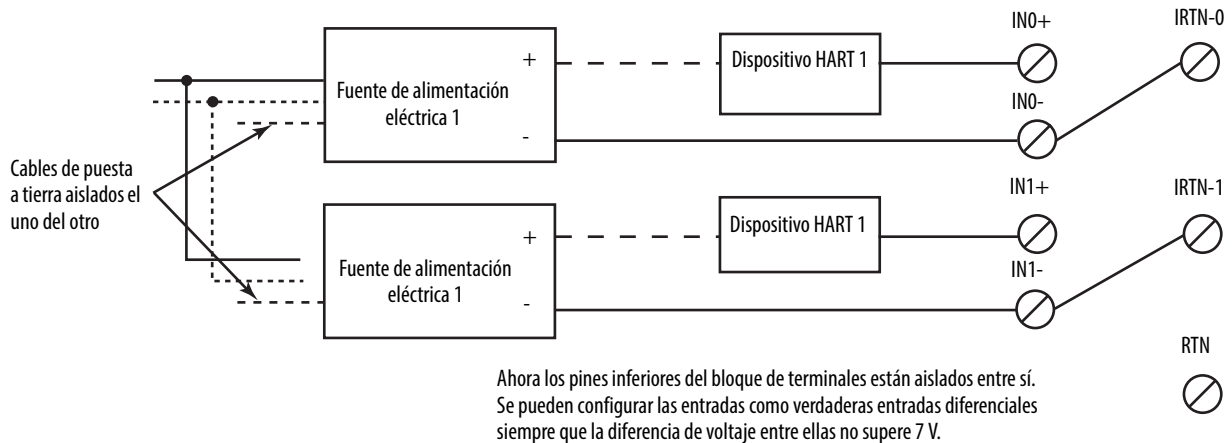 IN0+
IRTN-0
Fuente de alimentación
eléctrica 1
+
-
Dispositivo HART 1
IN0-
Cables de puesta
a tierra aislados el
uno del otro
IN1+
IRTN-1
Fuente de alimentación
eléctrica 1
+
-
Dispositivo HART 1
IN1-
RTN
Ahora los pines inferiores del bloque de terminales están aislados entre sí.
Se pueden configurar las entradas como verdaderas entradas diferenciales
siempre que la diferencia de voltaje entre ellas no supere 7 V.